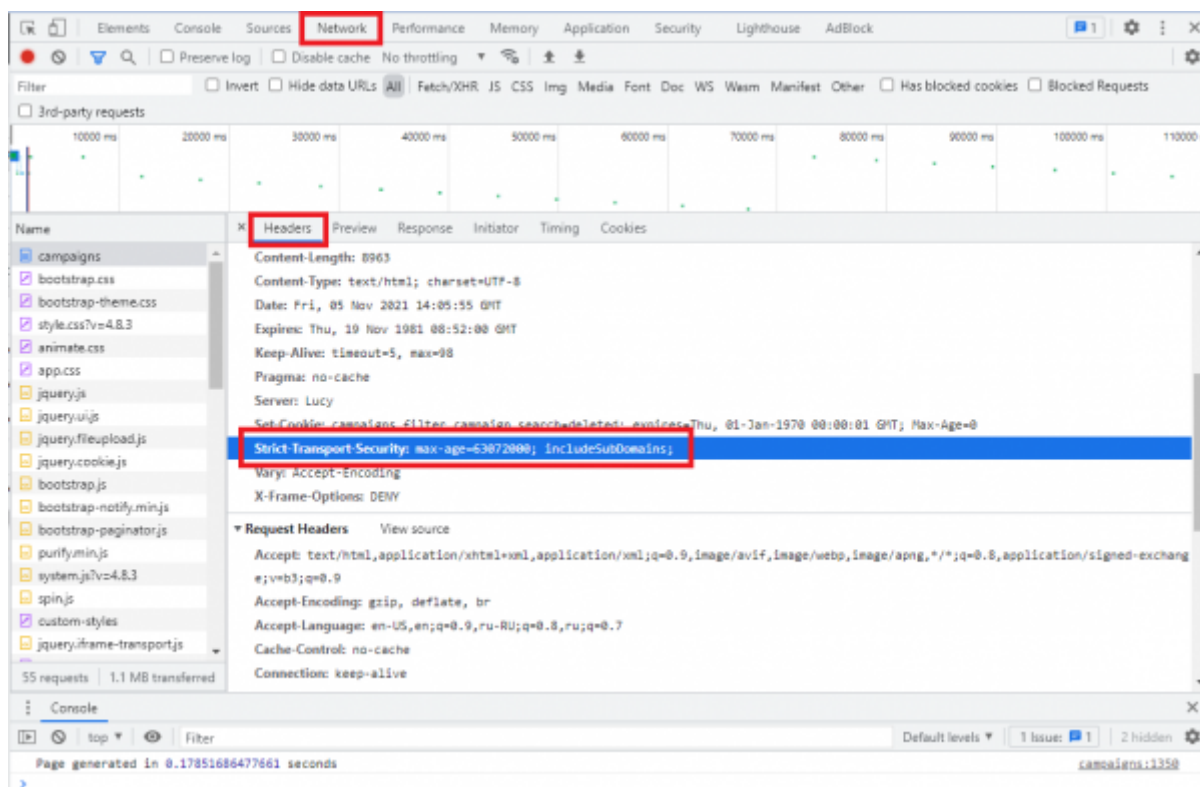 Elements Console Sources Network Performance Memory Application Security Lighthouse AdBlock 1
Preserve log Disable cache No throttling
Filter Invert Hide data URLs All Fetch/XHR JS CSS Img Media Font Doc WS Wasm Manifest Other Has blocked cookies Blocked Requests
3rd-party requests
10000 ms 20000 ms 30000 ms 40000 ms 50000 ms 60000 ms 70000 ms 80000 ms 90000 ms 100000 ms 110000
Name
campaigns
bootstrap.css
bootstrap-theme.css
style.css?v=4.8.3
animate.css
app.css
jquery.js
jquery.ui.js
jquery.fileupload.js
jquery.cookie.js
bootstrap.js
bootstrap-notify.min.js
bootstrap-paginator.js
purify.min.js
system.js?v=4.8.3
spin.js
custom-styles
jquery.iframe-transport.js
55 requests 1.1 MB transferred
× Headers Preview Response Initiator Timing Cookies
Content-Length: 8963
Content-Type: text/html; charset=UTF-8
Date: Fri, 05 Nov 2021 14:05:55 GMT
Expires: Thu, 19 Nov 1981 08:52:00 GMT
Keep-Alive: timeout=5, max=98
Pragma: no-cache
Server: Lucy
Set-Cookie: campaigns_filter_campaign_search=deleted; expires=Thu, 01-Jan-1970 00:00:01 GMT; Max-Age=0
Strict-Transport-Security: max-age=63072000; includeSubDomains;
Vary: Accept-Encoding
X-Frame-Options: DENY
Request Headers View source
Accept: text/html,application/xhtml+xml,application/xml;q=0.9,image/avif,image/webp,image/apng,*/*;q=0.8,application/signed-exchang
e;v=b3;q=0.9
Accept-Encoding: gzip, deflate, br
Accept-Language: en-US,en;q=0.9,ru-RU;q=0.8,ru;q=0.7
Cache-Control: no-cache
Connection: keep-alive
Console
top Filter Default levels 1 Issue: 1 2 hidden
Page generated in 0.17851686477661 seconds campaigns:1350